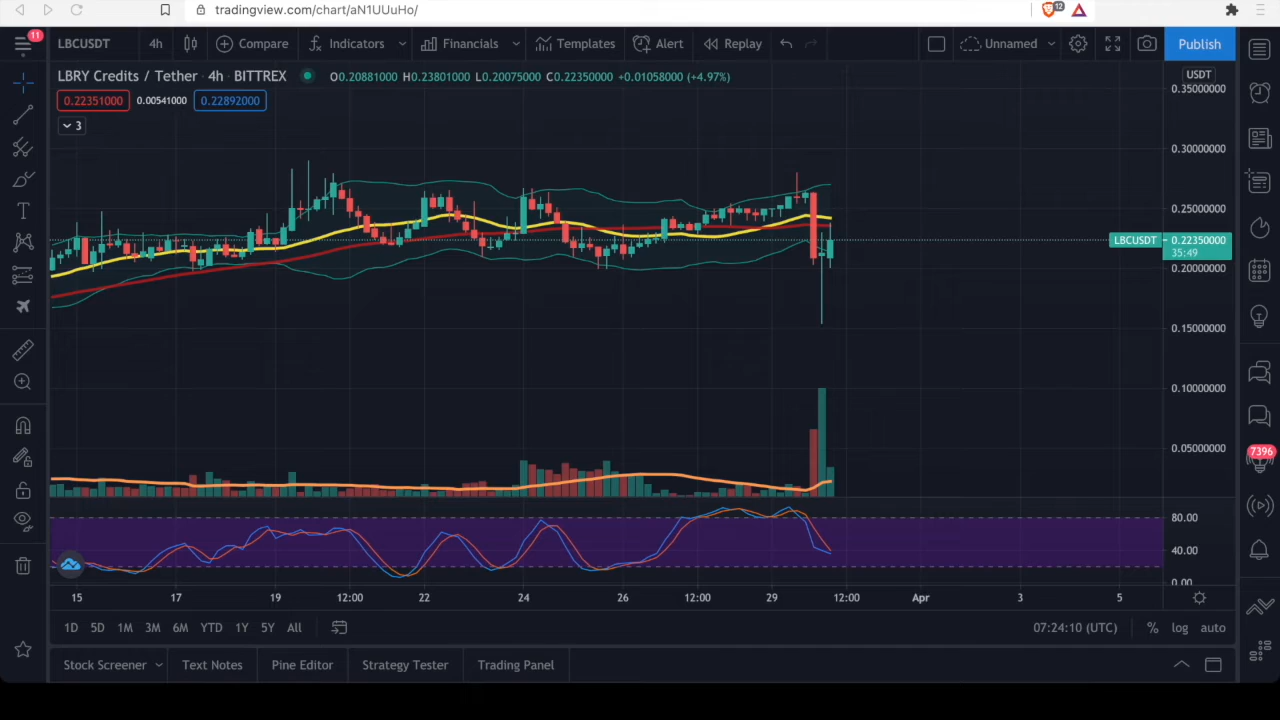 tradingview.com/chart/aN1UUuHo/
12
11
LBCUSDT
4h
Compare
Indicators
Financials
Templates
Alert
Replay
Unnamed
Publish
LBRY Credits / Tether · 4h · BITTREX
O0.20881000 H0.23801000 L0.20075000 C0.22350000 +0.01058000 (+4.97%)
0.22351000
0.00541000
0.22892000
3
USDT
0.35000000
0.30000000
0.25000000
LBCUSDT
0.22350000
35:49
0.20000000
0.15000000
0.10000000
0.05000000
7396
80.00
40.00
0.00
15
17
19
12:00
22
24
26
12:00
29
12:00
Apr
3
5
1D
5D
1M
3M
6M
YTD
1Y
5Y
All
07:24:10 (UTC)
%
log
auto
Stock Screener
Text Notes
Pine Editor
Strategy Tester
Trading Panel